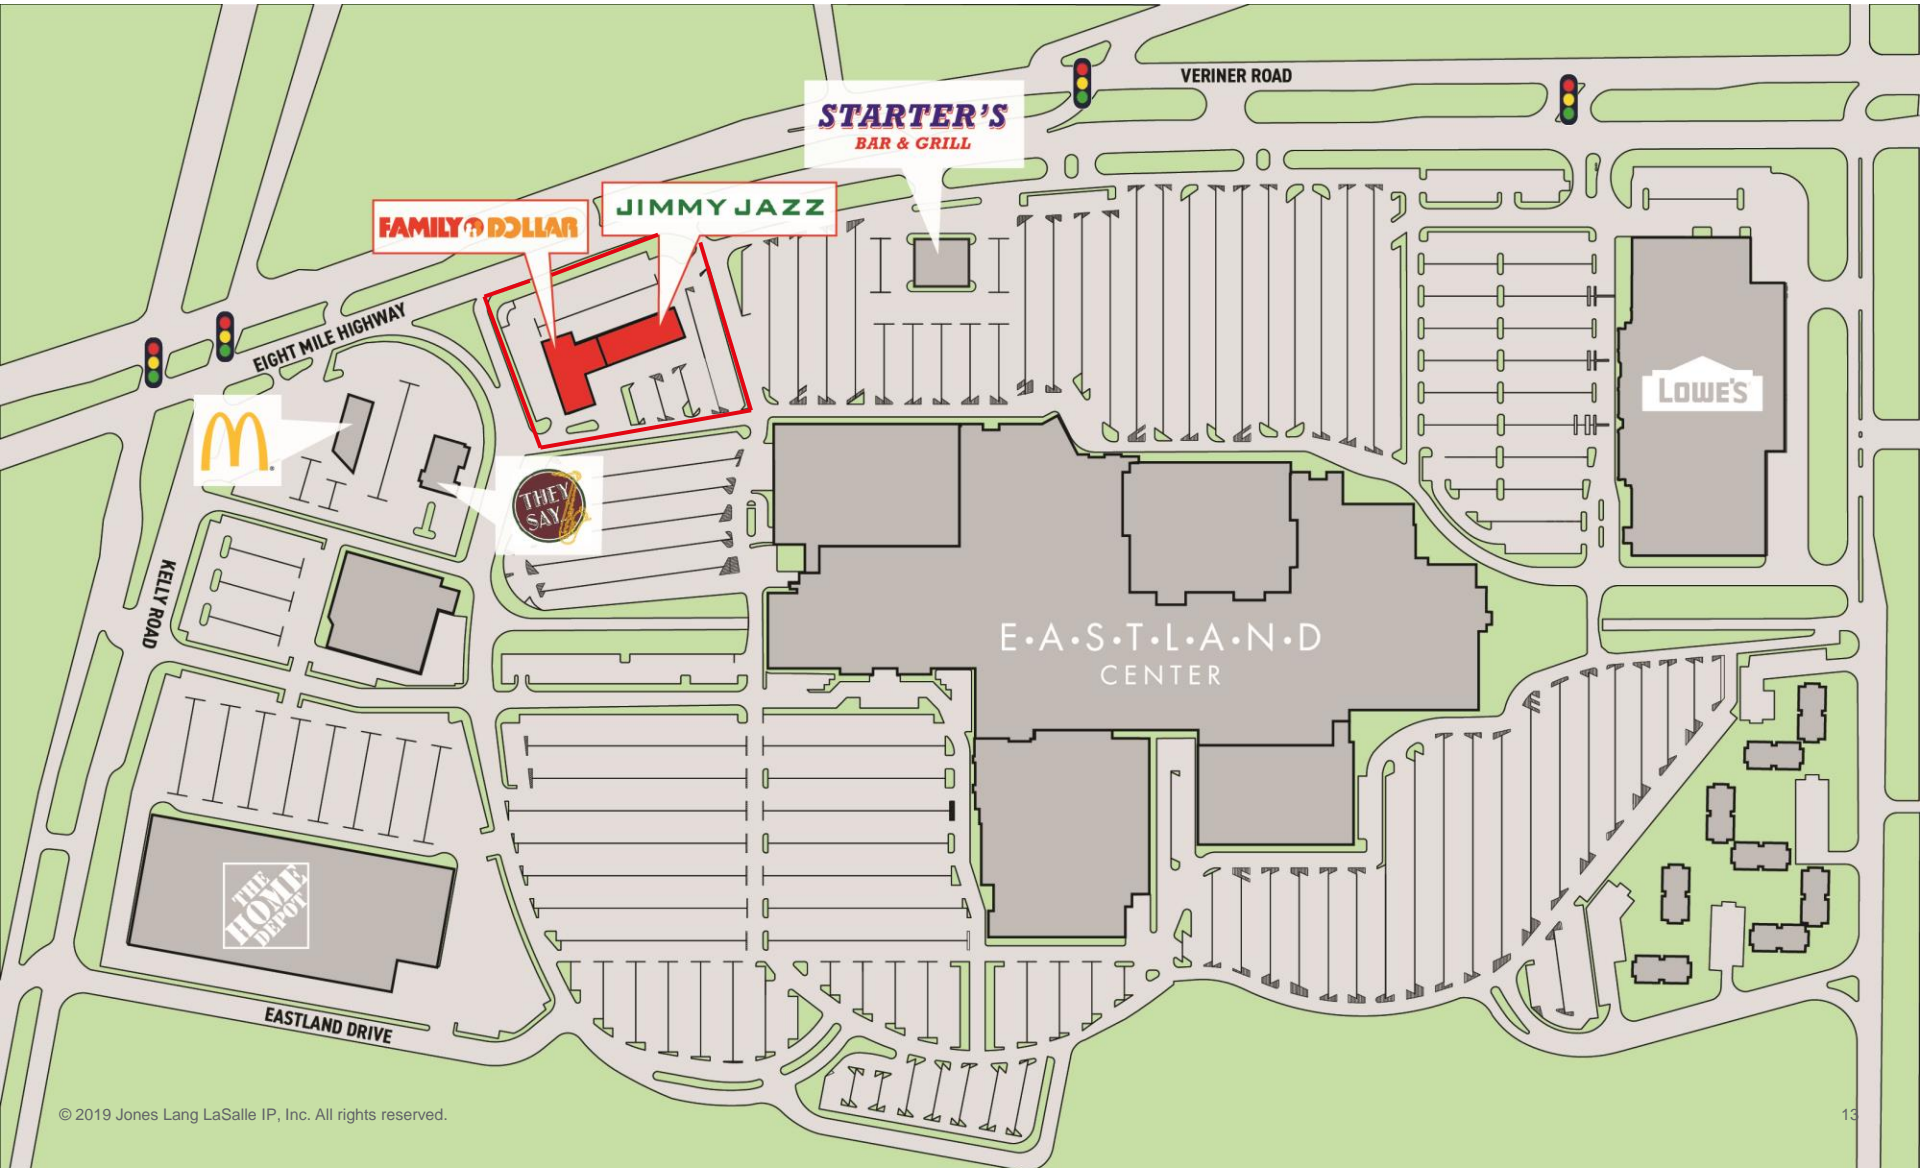 VERINER ROAD
STARTER'S
BAR & GRILL
JIMMY JAZZ
FAMILY DOLLAR
EIGHT MILE HIGHWAY
LOWE'S
THEY
SAY
KELLY ROAD
E·A·S·T·L·A·N·D
CENTER
THE
HOME
DEPOT
EASTLAND DRIVE
© 2019 Jones Lang LaSalle IP, Inc. All rights reserved.
13